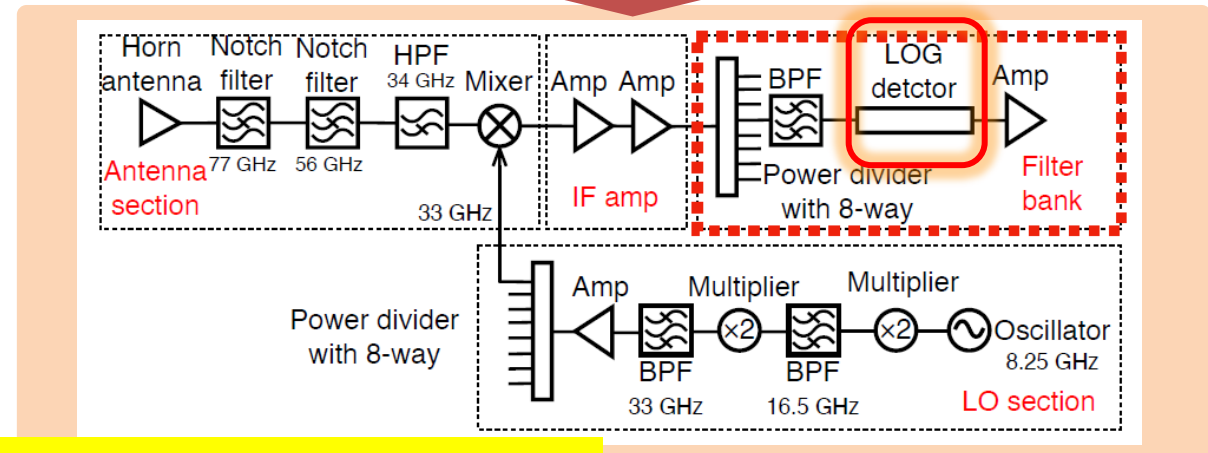 Horn
antenna
Notch
filter
Notch
filter
HPF
34 GHz
Mixer
Amp
Amp
BPF
LOG
detctor
Amp
77 GHz
56 GHz
Antenna
section
33 GHz
IF amp
Power divider
with 8-way
Filter
bank
Power divider
with 8-way
Amp
Multiplier
Multiplier
×2
×2
Oscillator
8.25 GHz
BPF
BPF
33 GHz
16.5 GHz
LO section